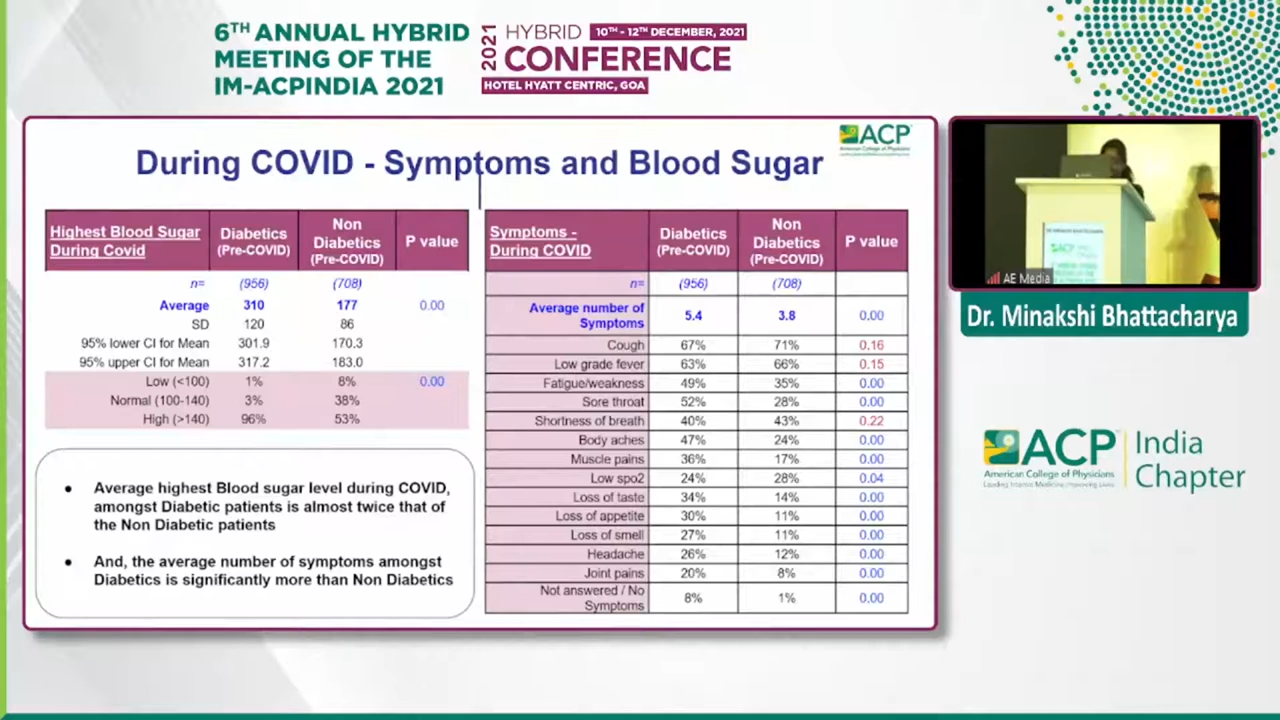 6TH ANNUAL HYBRID
MEETING OF THE
IM-ACPINDIA 2021
2021
HYBRID
10TH - 12TH DECEMBER, 2021
CONFERENCE
HOTEL HYATT CENTRIC, GOA
ACP
American College of Physicians
During COVID - Symptoms and Blood Sugar
Highest Blood Sugar During Covid | Diabetics (Pre-COVID) | Non Diabetics (Pre-COVID) | P value
n= (956) (708)
Average 310 177 0.00
SD 120 86
95% lower CI for Mean 301.9 170.3
95% upper CI for Mean 317.2 183.0
Low (<100) 1% 8% 0.00
Normal (100-140) 3% 38%
High (>140) 96% 53%
Average highest Blood sugar level during COVID,
amongst Diabetic patients is almost twice that of
the Non Diabetic patients
And, the average number of symptoms amongst
Diabetics is significantly more than Non Diabetics
Symptoms - During COVID | Diabetics (Pre-COVID) | Non Diabetics (Pre-COVID) | P value
n= (956) (708)
Average number of Symptoms 5.4 3.8 0.00
Cough 67% 71% 0.16
Low grade fever 63% 66% 0.15
Fatigue/weakness 49% 35% 0.00
Sore throat 52% 28% 0.00
Shortness of breath 40% 43% 0.22
Body aches 47% 24% 0.00
Muscle pains 36% 17% 0.00
Low spo2 24% 28% 0.04
Loss of taste 34% 14% 0.00
Loss of appetite 30% 11% 0.00
Loss of smell 27% 11% 0.00
Headache 26% 12% 0.00
Joint pains 20% 8% 0.00
Not answered / No Symptoms 8% 1% 0.00
ACP
AE Media
Dr. Minakshi Bhattacharya
ACP
American College of Physicians
Leading Internal Medicine, Improving Lives
India
Chapter